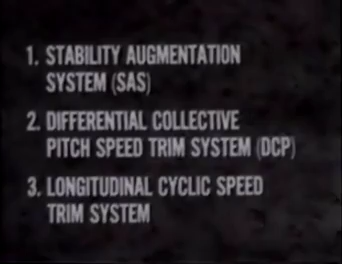 1. STABILITY AUGMENTATION
SYSTEM (SAS)
2. DIFFERENTIAL COLLECTIVE
PITCH SPEED TRIM SYSTEM (DCP)
3. LONGITUDINAL CYCLIC SPEED
TRIM SYSTEM